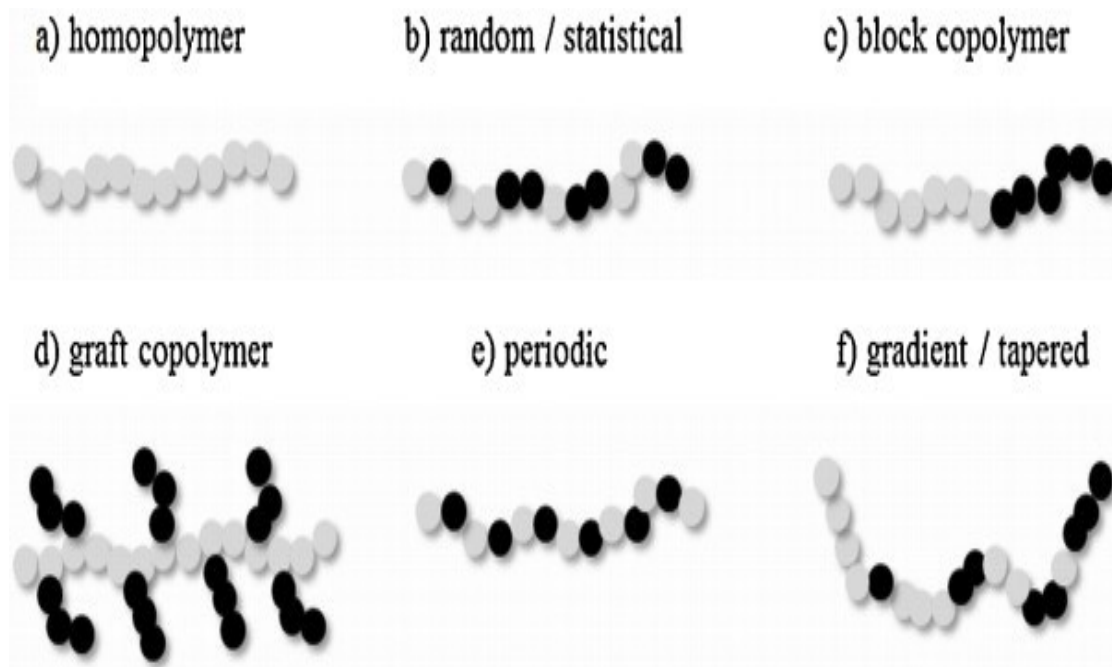 a) homopolymer
b) random / statistical
c) block copolymer
d) graft copolymer
e) periodic
f) gradient / tapered